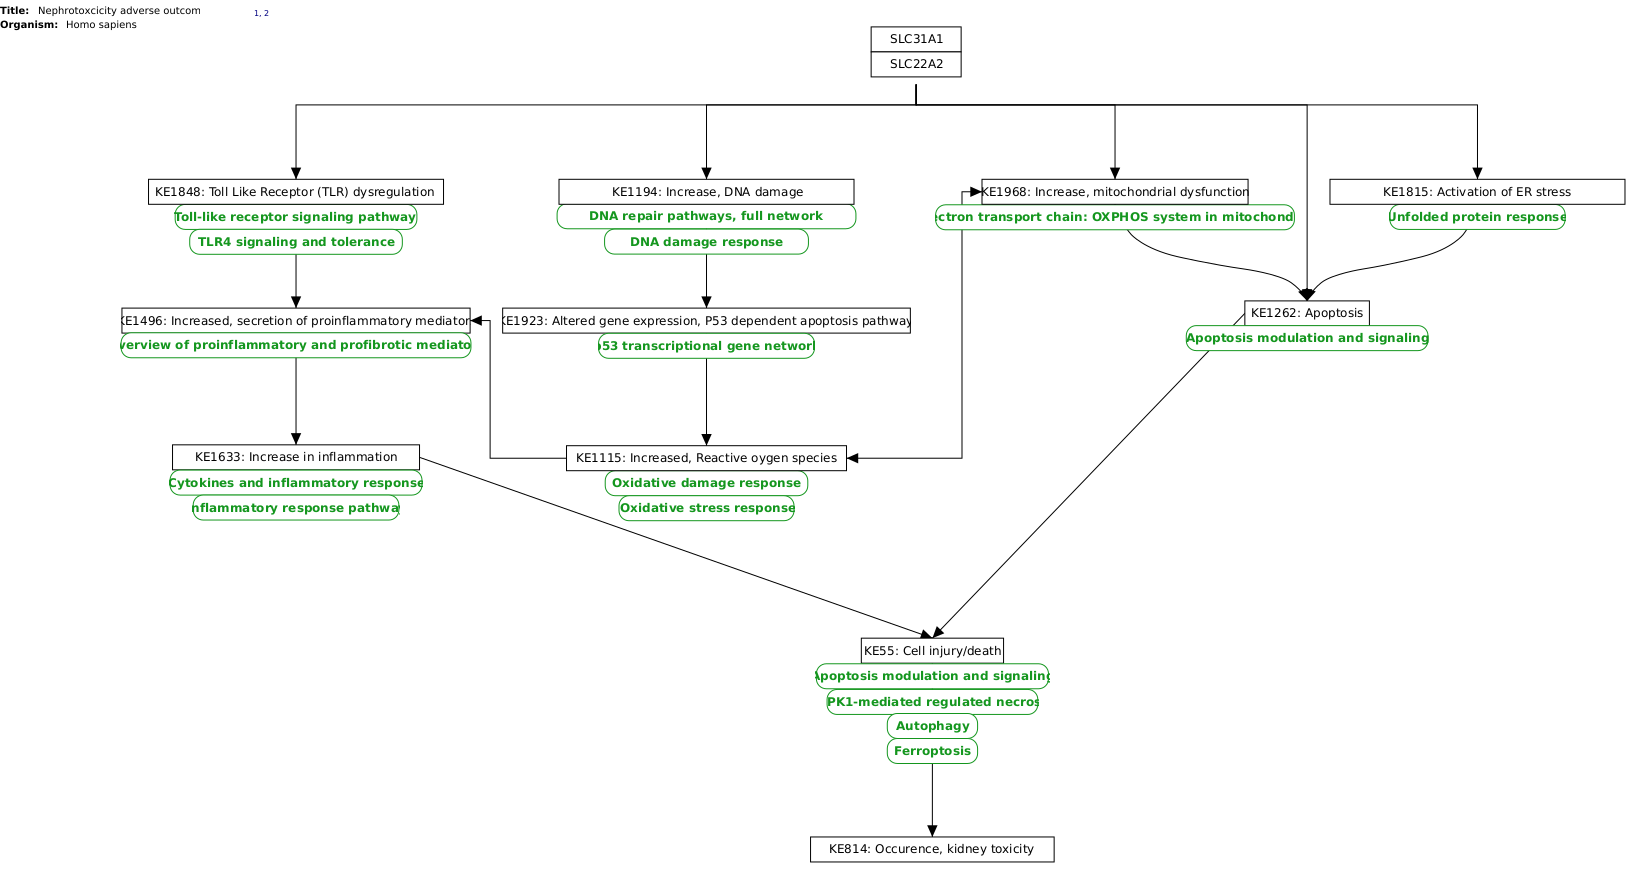 Title: Nephrotoxcicity adverse outcom 1, 2
Organism: Homo sapiens
SLC31A1
SLC22A2
KE1848: Toll Like Receptor (TLR) dysregulation
Toll-like receptor signaling pathway
TLR4 signaling and tolerance
KE1194: Increase, DNA damage
DNA repair pathways, full network
DNA damage response
KE1968: Increase, mitochondrial dysfunction
ctron transport chain: OXPHOS system in mitochond
KE1815: Activation of ER stress
Unfolded protein response
KE1496: Increased, secretion of proinflammatory mediator
verview of proinflammatory and profibrotic mediato
KE1923: Altered gene expression, P53 dependent apoptosis pathway
p53 transcriptional gene network
KE1262: Apoptosis
Apoptosis modulation and signaling
KE1633: Increase in inflammation
Cytokines and inflammatory response
nflammatory response pathwa
KE1115: Increased, Reactive oygen species
Oxidative damage response
Oxidative stress response
KE55: Cell injury/death
Apoptosis modulation and signaling
PK1-mediated regulated necros
Autophagy
Ferroptosis
KE814: Occurence, kidney toxicity